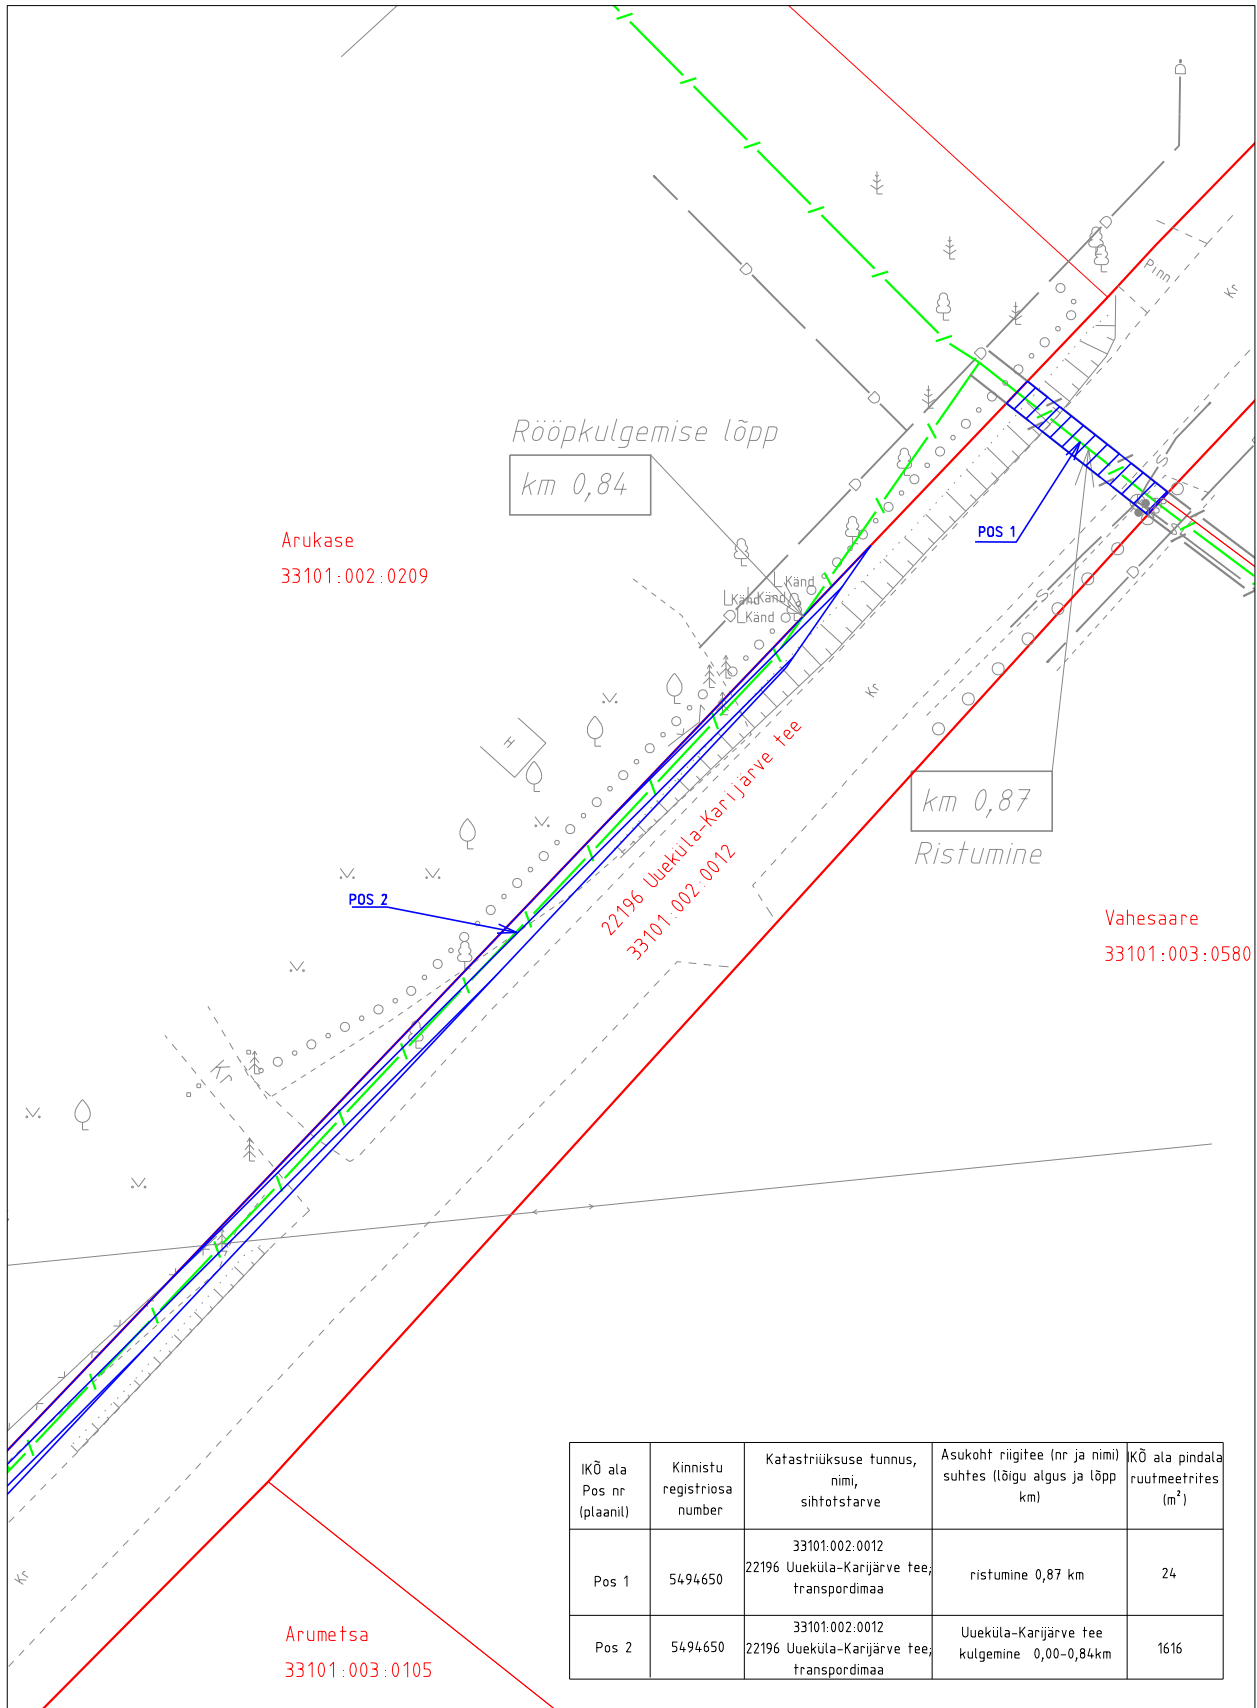 Pinn
Kr
Rööpkulgemise lõpp
km 0,84
POS 1
Arukase
33101:002:0209
S
Känd
Känd
Känd
Känd
S
Kr
H
22196 Uueküla-Karijärve tee
33101:002:0012
km 0,87
Ristumine
POS 2
Vahesaare
33101:003:0580
Kr
IKÕ ala
Pos nr
(plaanil)
Kinnistu
registriosa
number
Katastriüksuse tunnus,
nimi,
sihtotstarve
Asukoht riigitee (nr ja nimi)
suhtes (lõigu algus ja lõpp
km)
IKÕ ala pindala
ruutmeetrites
(m²)
Pos 1
5494650
33101:002:0012
22196 Uueküla-Karijärve tee;
transpordimaa
ristumine 0,87 km
24
Pos 2
5494650
33101:002:0012
22196 Uueküla-Karijärve tee;
transpordimaa
Uueküla-Karijärve tee
kulgemine 0,00-0,84km
1616
Kr
Arumetsa
33101:003:0105